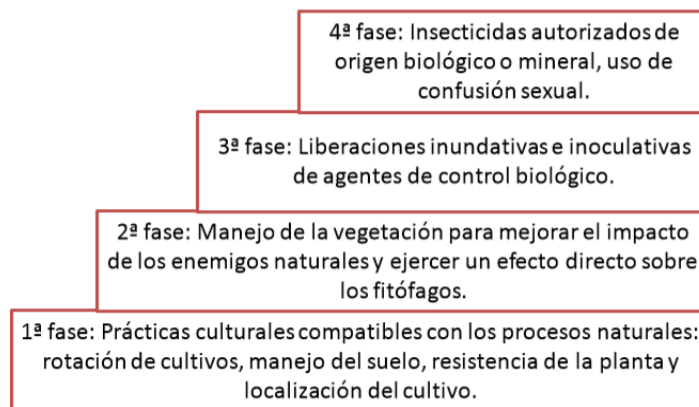 4ª fase: Insecticidas autorizados de
origen biológico o mineral, uso de
confusión sexual.
3ª fase: Liberaciones inundativas e inoculativas
de agentes de control biológico.
2ª fase: Manejo de la vegetación para mejorar el impacto
de los enemigos naturales y ejercer un efecto directo sobre
los fitófagos.
1ª fase: Prácticas culturales compatibles con los procesos naturales:
rotación de cultivos, manejo del suelo, resistencia de la planta y
localización del cultivo.